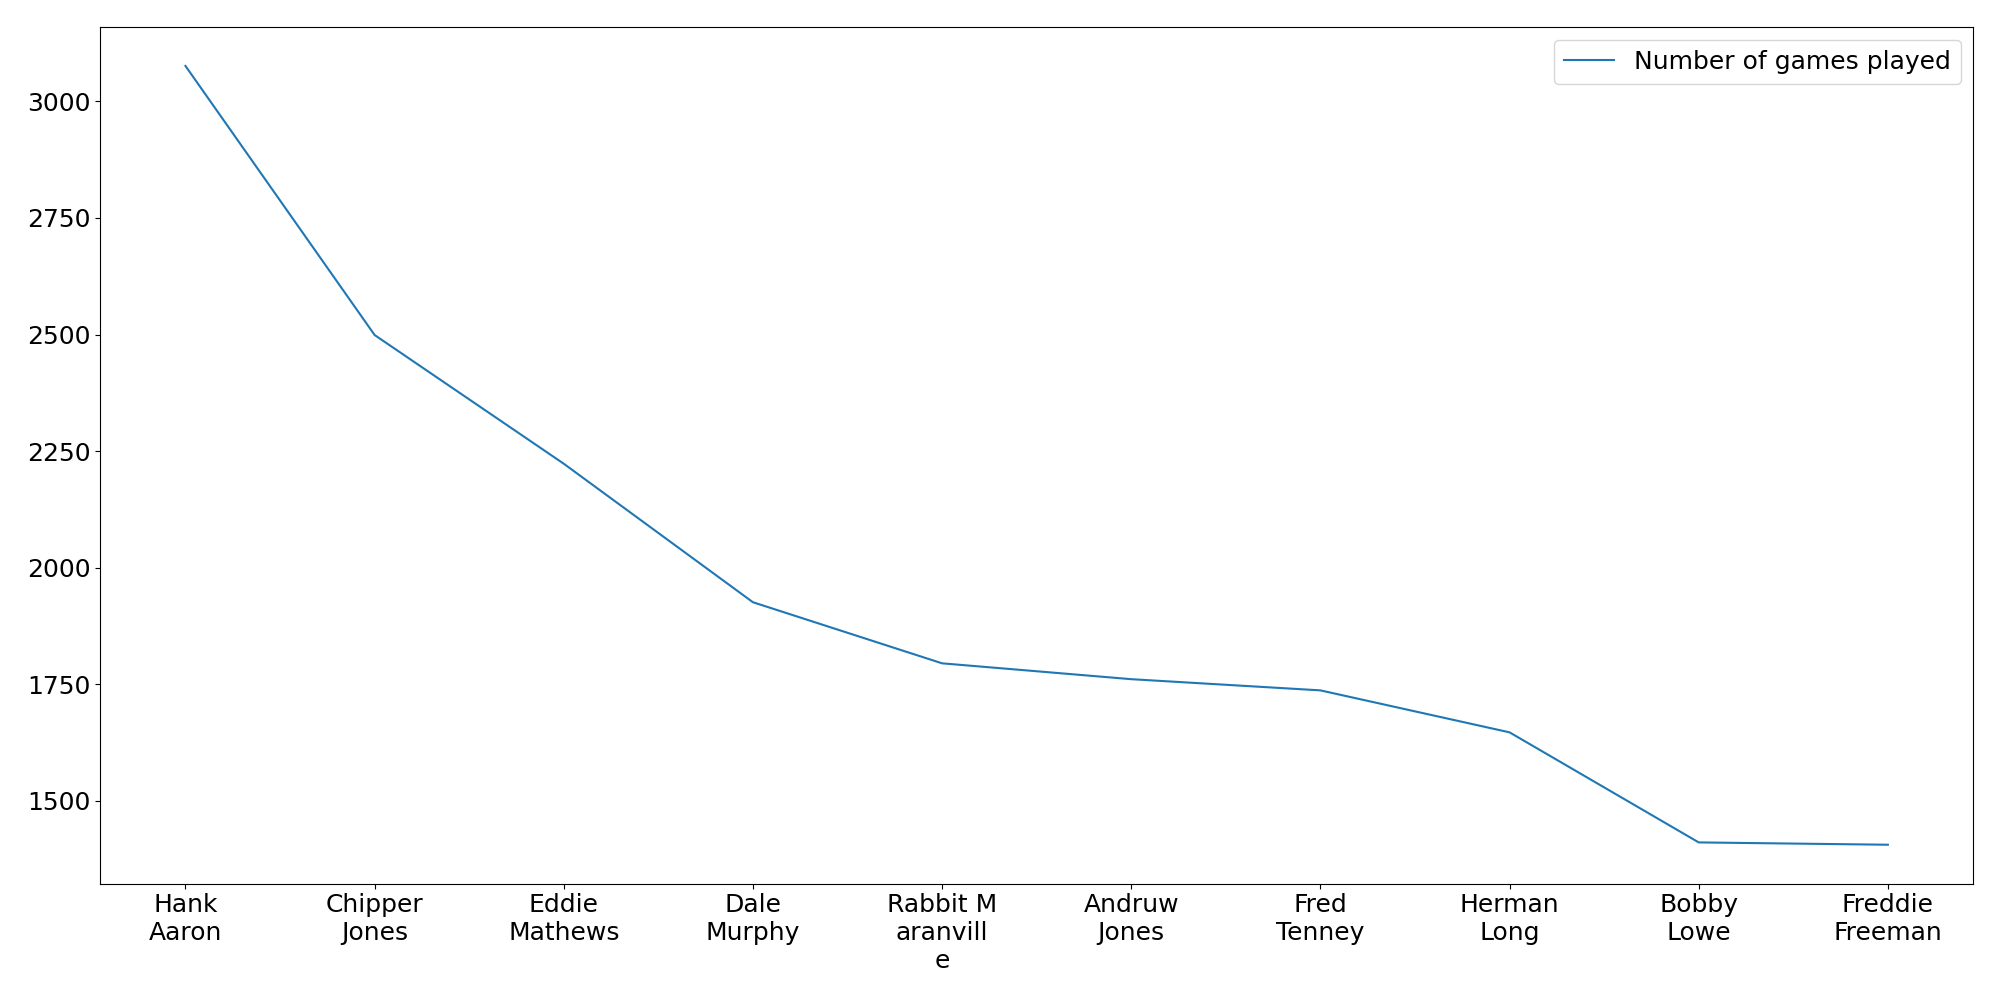 Number of games played
3000
2750
2500
2250
2000
1750
1500
Hank
Aaron
Chipper
Jones
Eddie
Mathews
Dale
Murphy
Rabbit M
aranvill
e
Andruw
Jones
Fred
Tenney
Herman
Long
Bobby
Lowe
Freddie
Freeman